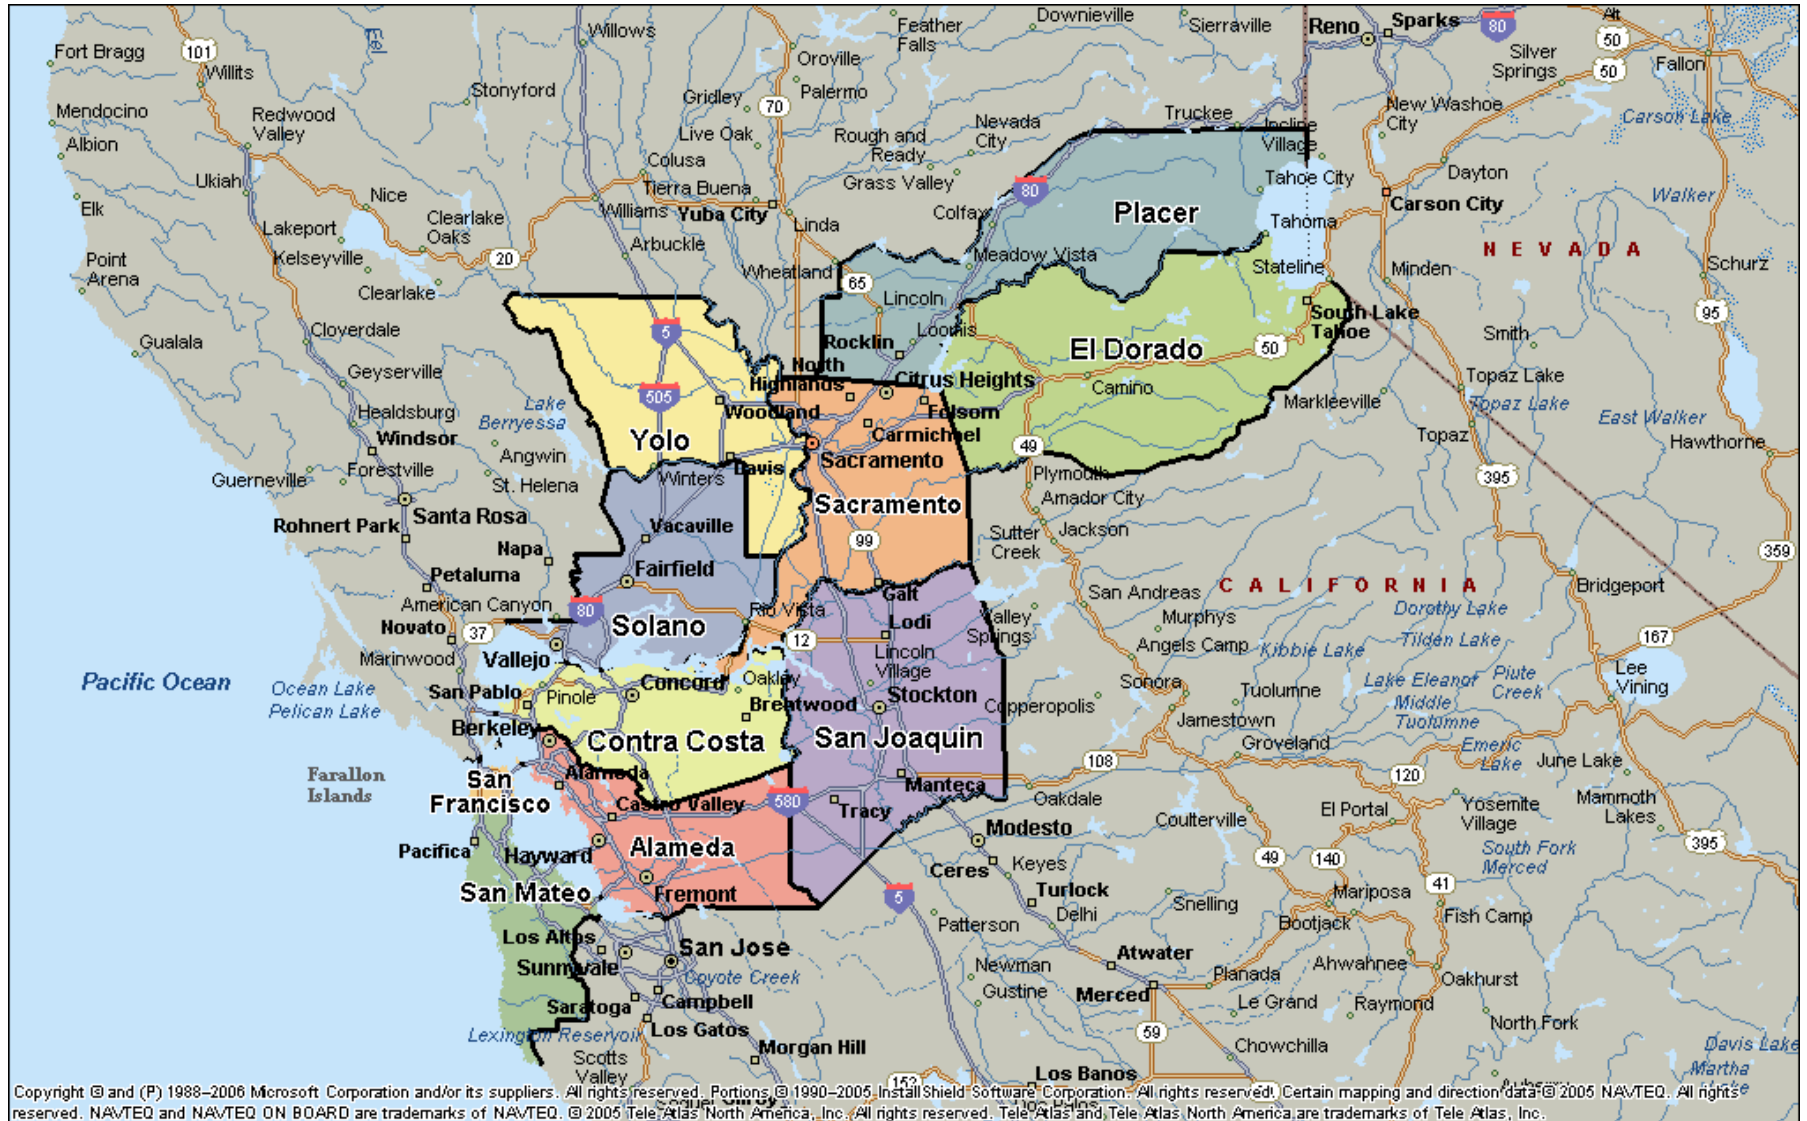 Fort Bragg
101
Willits
Eel
Willows
Feather
Falls
Downieville
Sierraville
Reno
Sparks
80
Alt
50
Silver
Springs
50
Fallon
Mendocino
Redwood
Valley
Stonyford
Oroville
Gridley
70
Palermo
Albion
Live Oak
Rough and
Ready
Nevada
City
Truckee
Incline
Village
New Washoe
City
Carson Lake
Ukiah
Nice
Colusa
Tierra Buena
Grass Valley
80
Tahoe City
Dayton
Walker
Elk
Lakeport
Clearlake
Oaks
Williams
Yuba City
Linda
Colfax
Placer
Tahoma
Carson City
Point
Arena
Kelseyville
20
Arbuckle
Wheatland
Meadow Vista
Stateline
Minden
NEVADA
Schurz
Clearlake
65
Lincoln
Gualala
Cloverdale
5
Rocklin
Loomis
El Dorado
50
South Lake
Tahoe
Smith
95
Geyserville
505
North
Highlands
Citrus Heights
Camino
Markleeville
Topaz Lake
Topaz Lake
Healdsburg
Lake
Berryessa
Woodland
Folsom
East Walker
Windsor
Yolo
Carmichael
49
Topaz
Hawthorne
Forestville
Angwin
Davis
Sacramento
Guerneville
St. Helena
Winters
Plymouth
395
Santa Rosa
Sacramento
Amador City
Rohnert Park
Vacaville
99
Sutter
Creek
Jackson
Napa
359
Petaluma
Fairfield
Galt
San Andreas
CALIFORNIA
Bridgeport
American Canyon
80
Rio Vista
Valley
Springs
Murphys
Dorothy Lake
Novato
37
Solano
12
Lodi
Angels Camp
Kibbie Lake
Tilden Lake
167
Marinwood
Vallejo
Lincoln
Village
Lee
Vining
Pacific Ocean
Ocean Lake
Pelican Lake
San Pablo
Pinole
Concord
Oakley
Stockton
Sonora
Tuolumne
Lake Eleanor
Piute
Creek
Middle
Tuolumne
Brentwood
Copperopolis
Jamestown
Berkeley
Contra Costa
San Joaquin
Groveland
Emeric
Lake
June Lake
Farallon
Islands
San
Francisco
Alameda
580
Manteca
108
120
Castro Valley
Tracy
Oakdale
Coulterville
El Portal
Yosemite
Village
Mammoth
Lakes
Pacifica
Hayward
Alameda
Modesto
South Fork
Merced
395
Ceres
Keyes
49
140
41
San Mateo
Fremont
5
Turlock
Delhi
Snelling
Mariposa
Patterson
Bootjack
Fish Camp
Los Altos
San Jose
Sunnyvale
Coyote Creek
Newman
Atwater
Planada
Ahwahnee
Oakhurst
Saratoga
Campbell
Gustine
Merced
Le Grand
Raymond
Lexington Reservoir
Los Gatos
59
North Fork
Scotts
Valley
Morgan Hill
Chowchilla
Davis Lake
Martha
Lake
152
Los Banos
Copyright © and (P) 1988–2006 Microsoft Corporation and/or its suppliers. All rights reserved. Portions © 1990–2005 InstallShield Software Corporation. All rights reserved. Certain mapping and direction data © 2005 NAVTEQ. All rights
reserved. NAVTEQ and NAVTEQ ON BOARD are trademarks of NAVTEQ. © 2005 Tele Atlas North America, Inc. All rights reserved. Tele Atlas and Tele Atlas North America are trademarks of Tele Atlas, Inc.